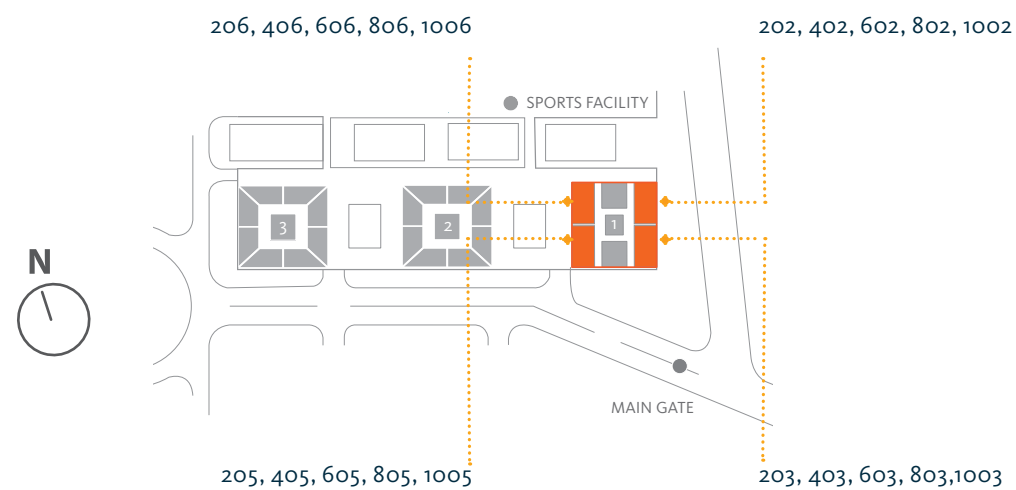 206, 406, 606, 806, 1006
202, 402, 602, 802, 1002
SPORTS FACILITY
3
2
1
N
MAIN GATE
205, 405, 605, 805, 1005
203, 403, 603, 803,1003